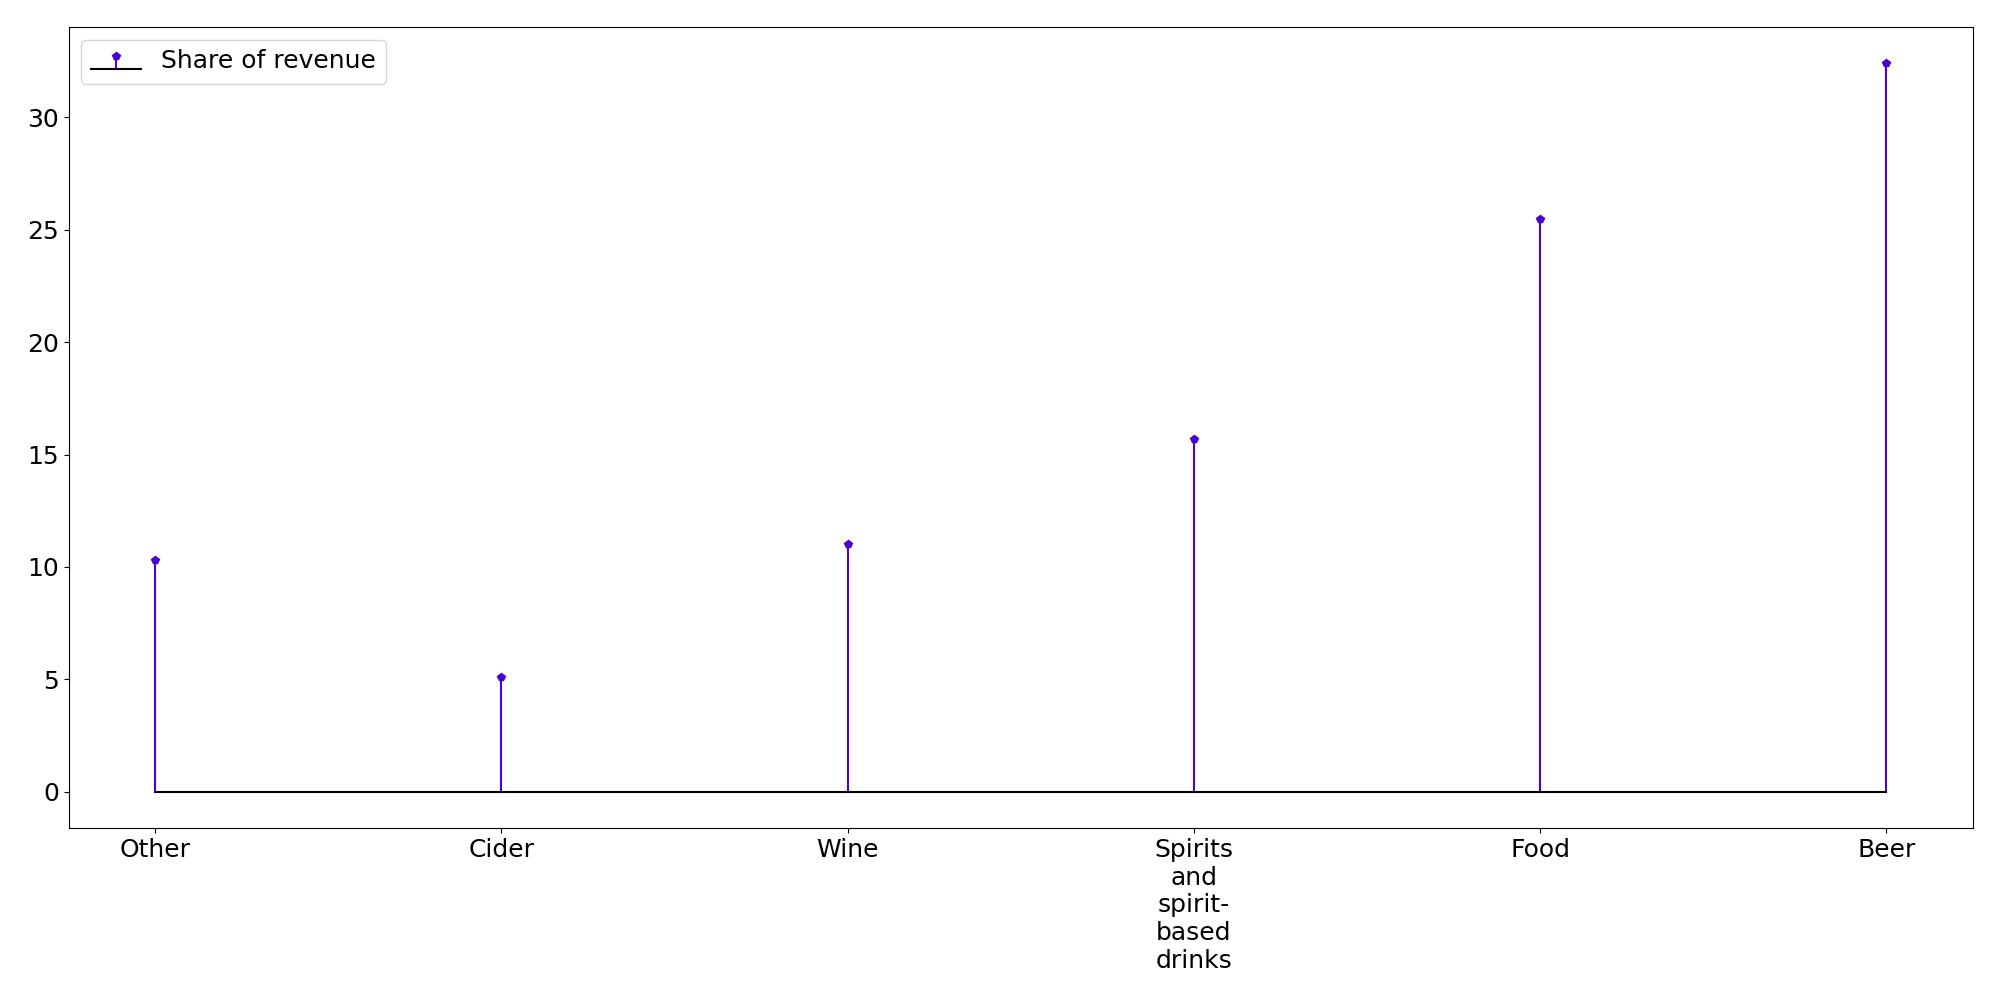 Share of revenue
30
25
20
15
10
5
0
Other
Cider
Wine
Spirits
and
spirit-
based
drinks
Food
Beer